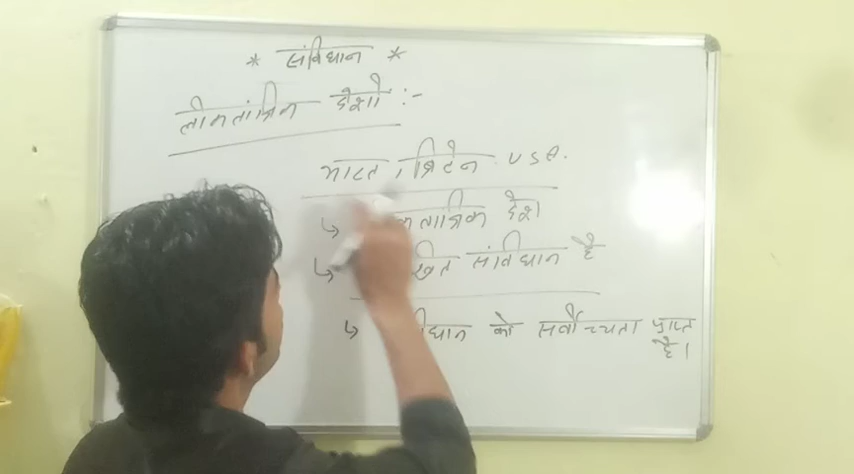 * संविधान *
लोकतांत्रिक देशों :-
भारत, ब्रिटेन. USA.
↳ देश
↳ संविधान है
↳ को सर्वोच्चता प्राप्त
है।